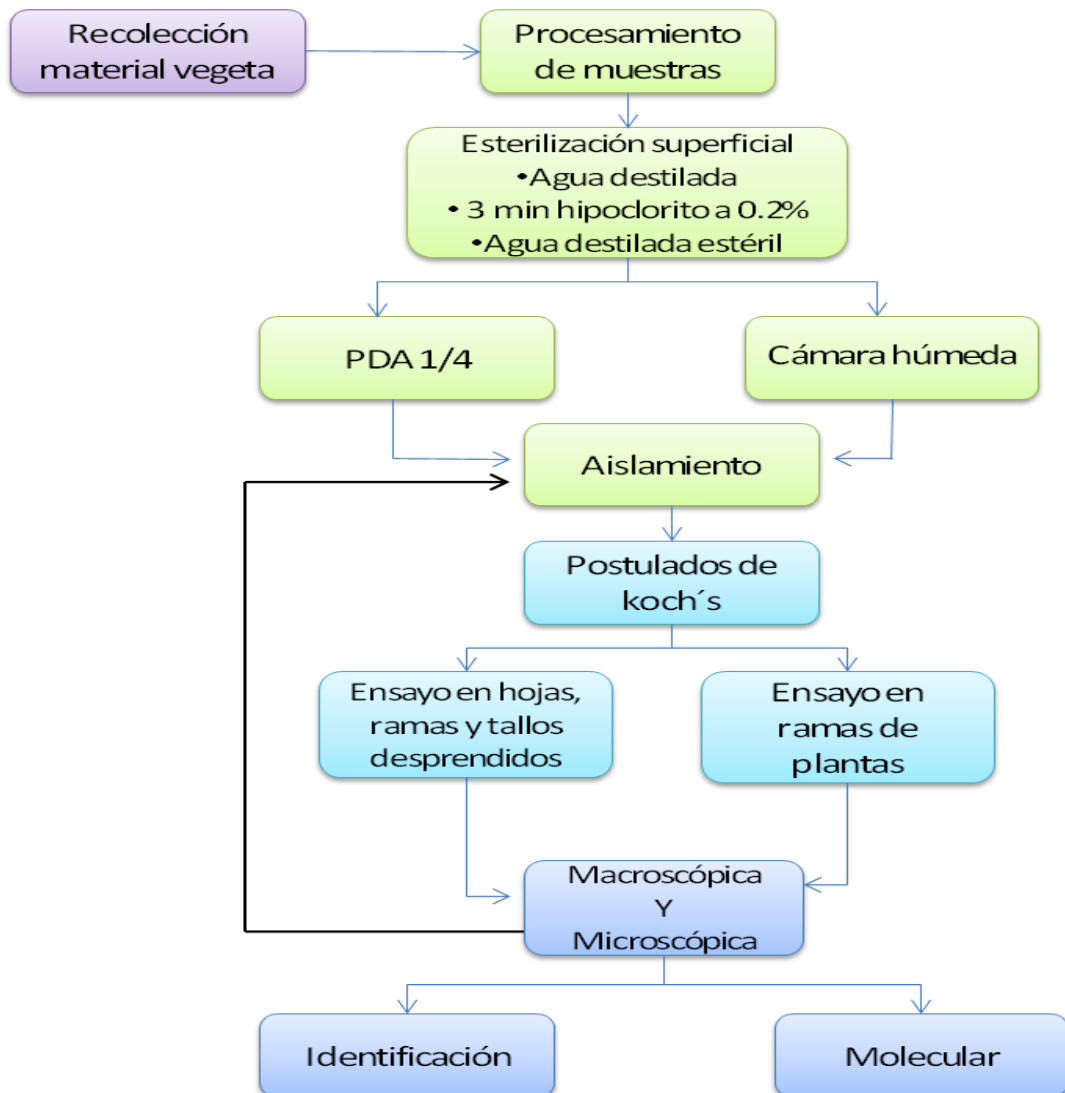 Recolección
material vegeta
Procesamiento
de muestras
Esterilización superficial
•Agua destilada
• 3 min hipoclorito a 0.2%
•Agua destilada estéril
PDA 1/4
Cámara húmeda
Aislamiento
Postulados de
koch´s
Ensayo en hojas,
ramas y tallos
desprendidos
Ensayo en
ramas de
plantas
Macroscópica
Y
Microscópica
Identificación
Molecular